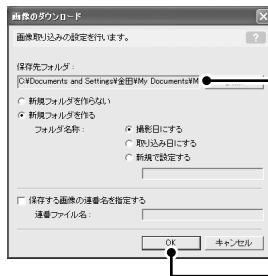 画像のダウンロード
画像取り込みの設定を行います。
?
保存先フォルダ:
C:¥Documents and Settings¥金田¥My Documents¥M
新規フォルダを作らない
新規フォルダを作る
フォルダ名称:
撮影日にする
取り込み日にする
新規で設定する
保存する画像の連番名を指定する
連番ファイル名:
OK
キャンセル